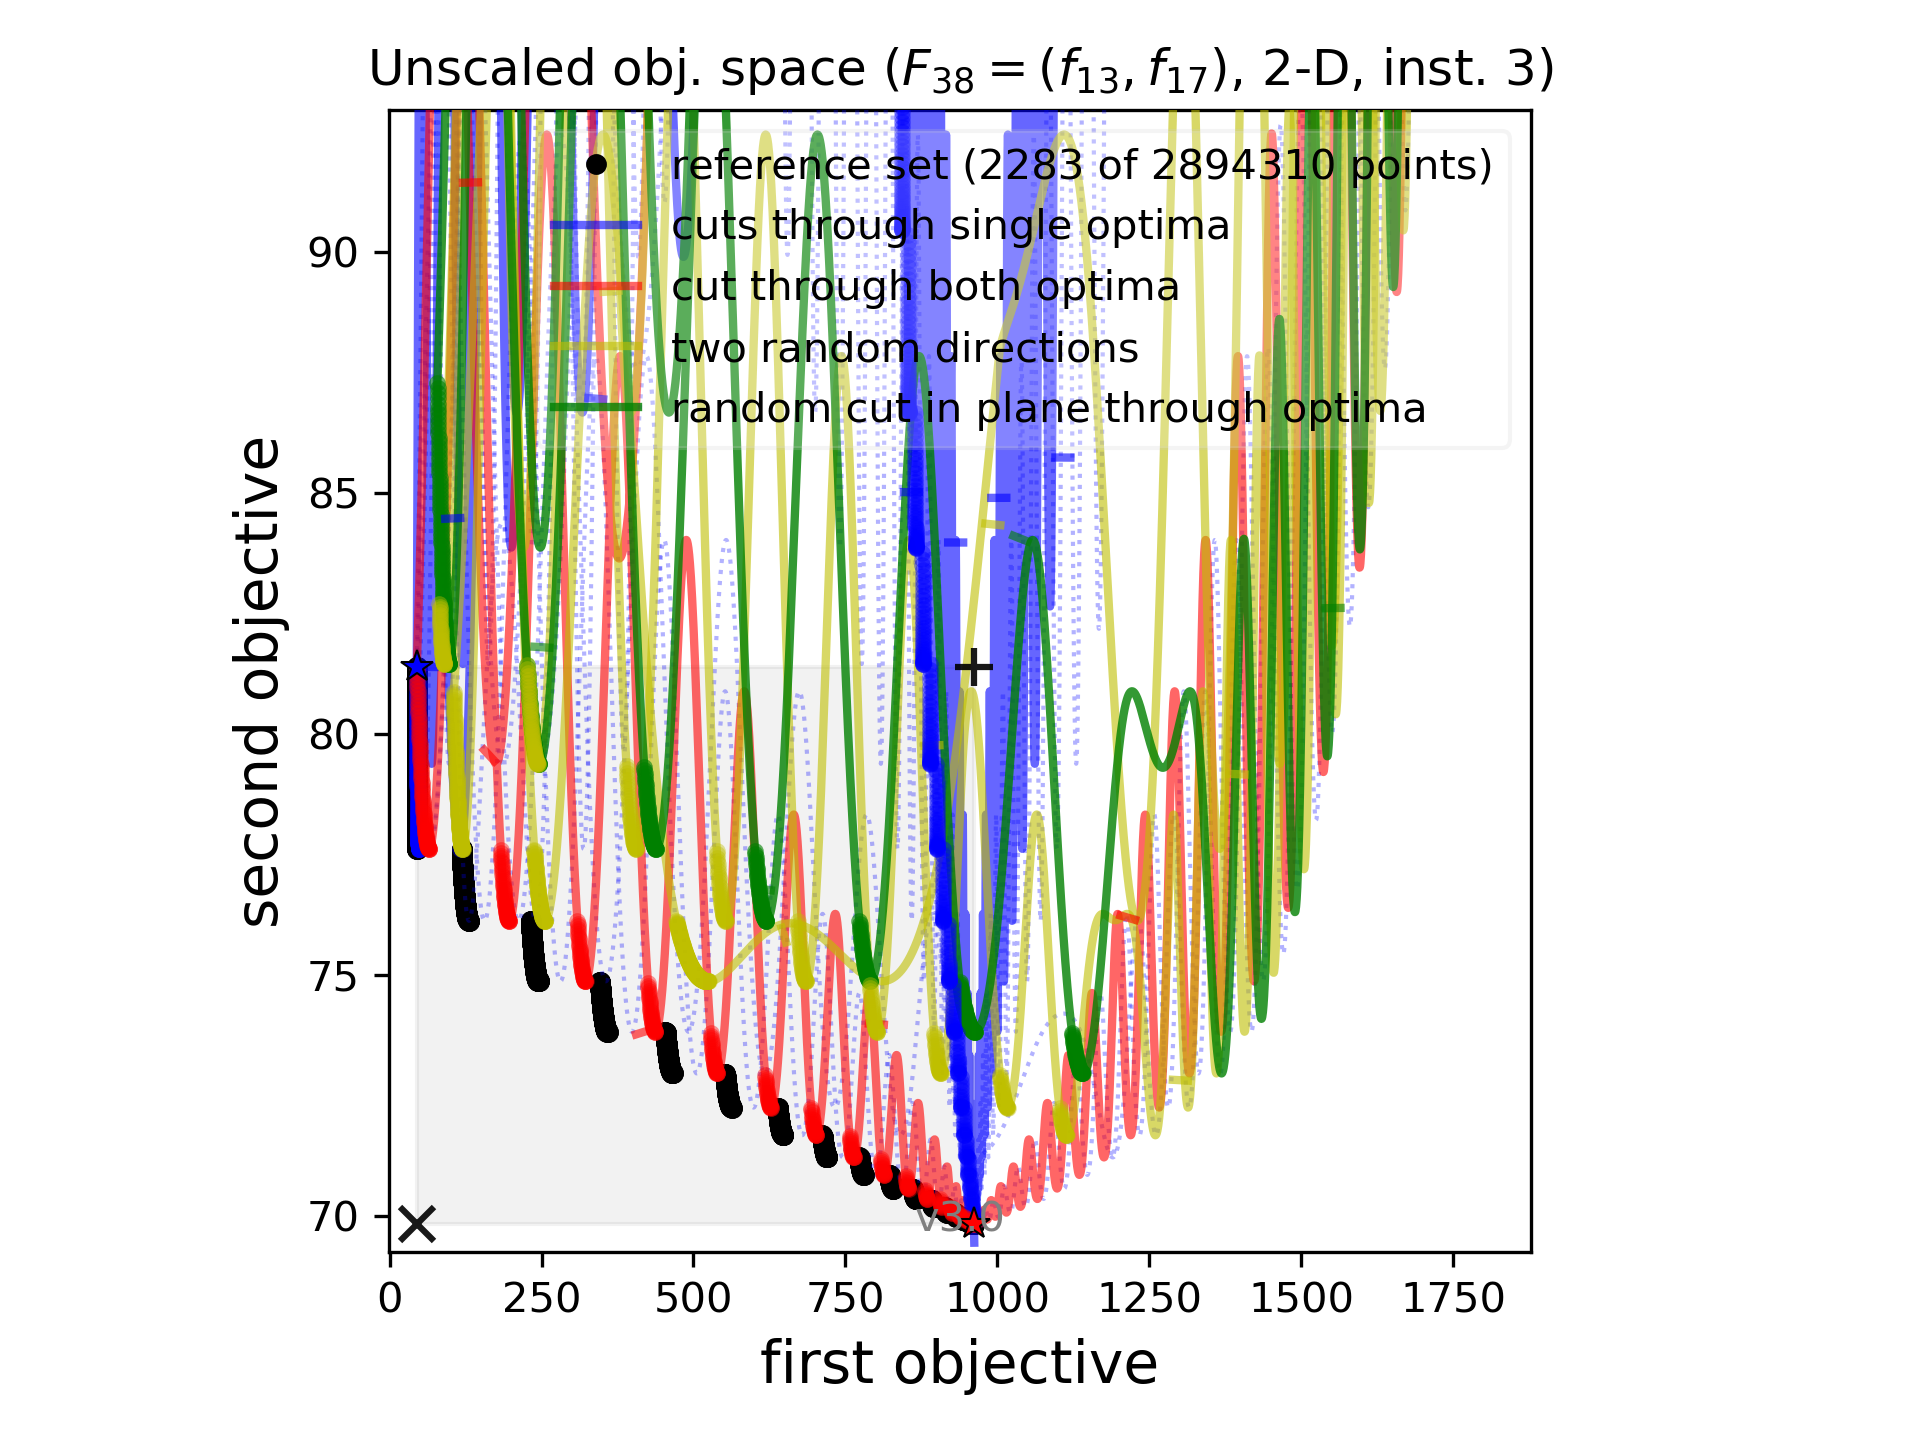 Unscaled obj. space (F₃₈ = (f₁₃, f₁₇), 2-D, inst. 3)
reference set (2283 of 2894310 points)
cuts through single optima
cut through both optima
two random directions
random cut in plane through optima
second objective
90
85
80
75
70
0 250 500 750 1000 1250 1500 1750
first objective